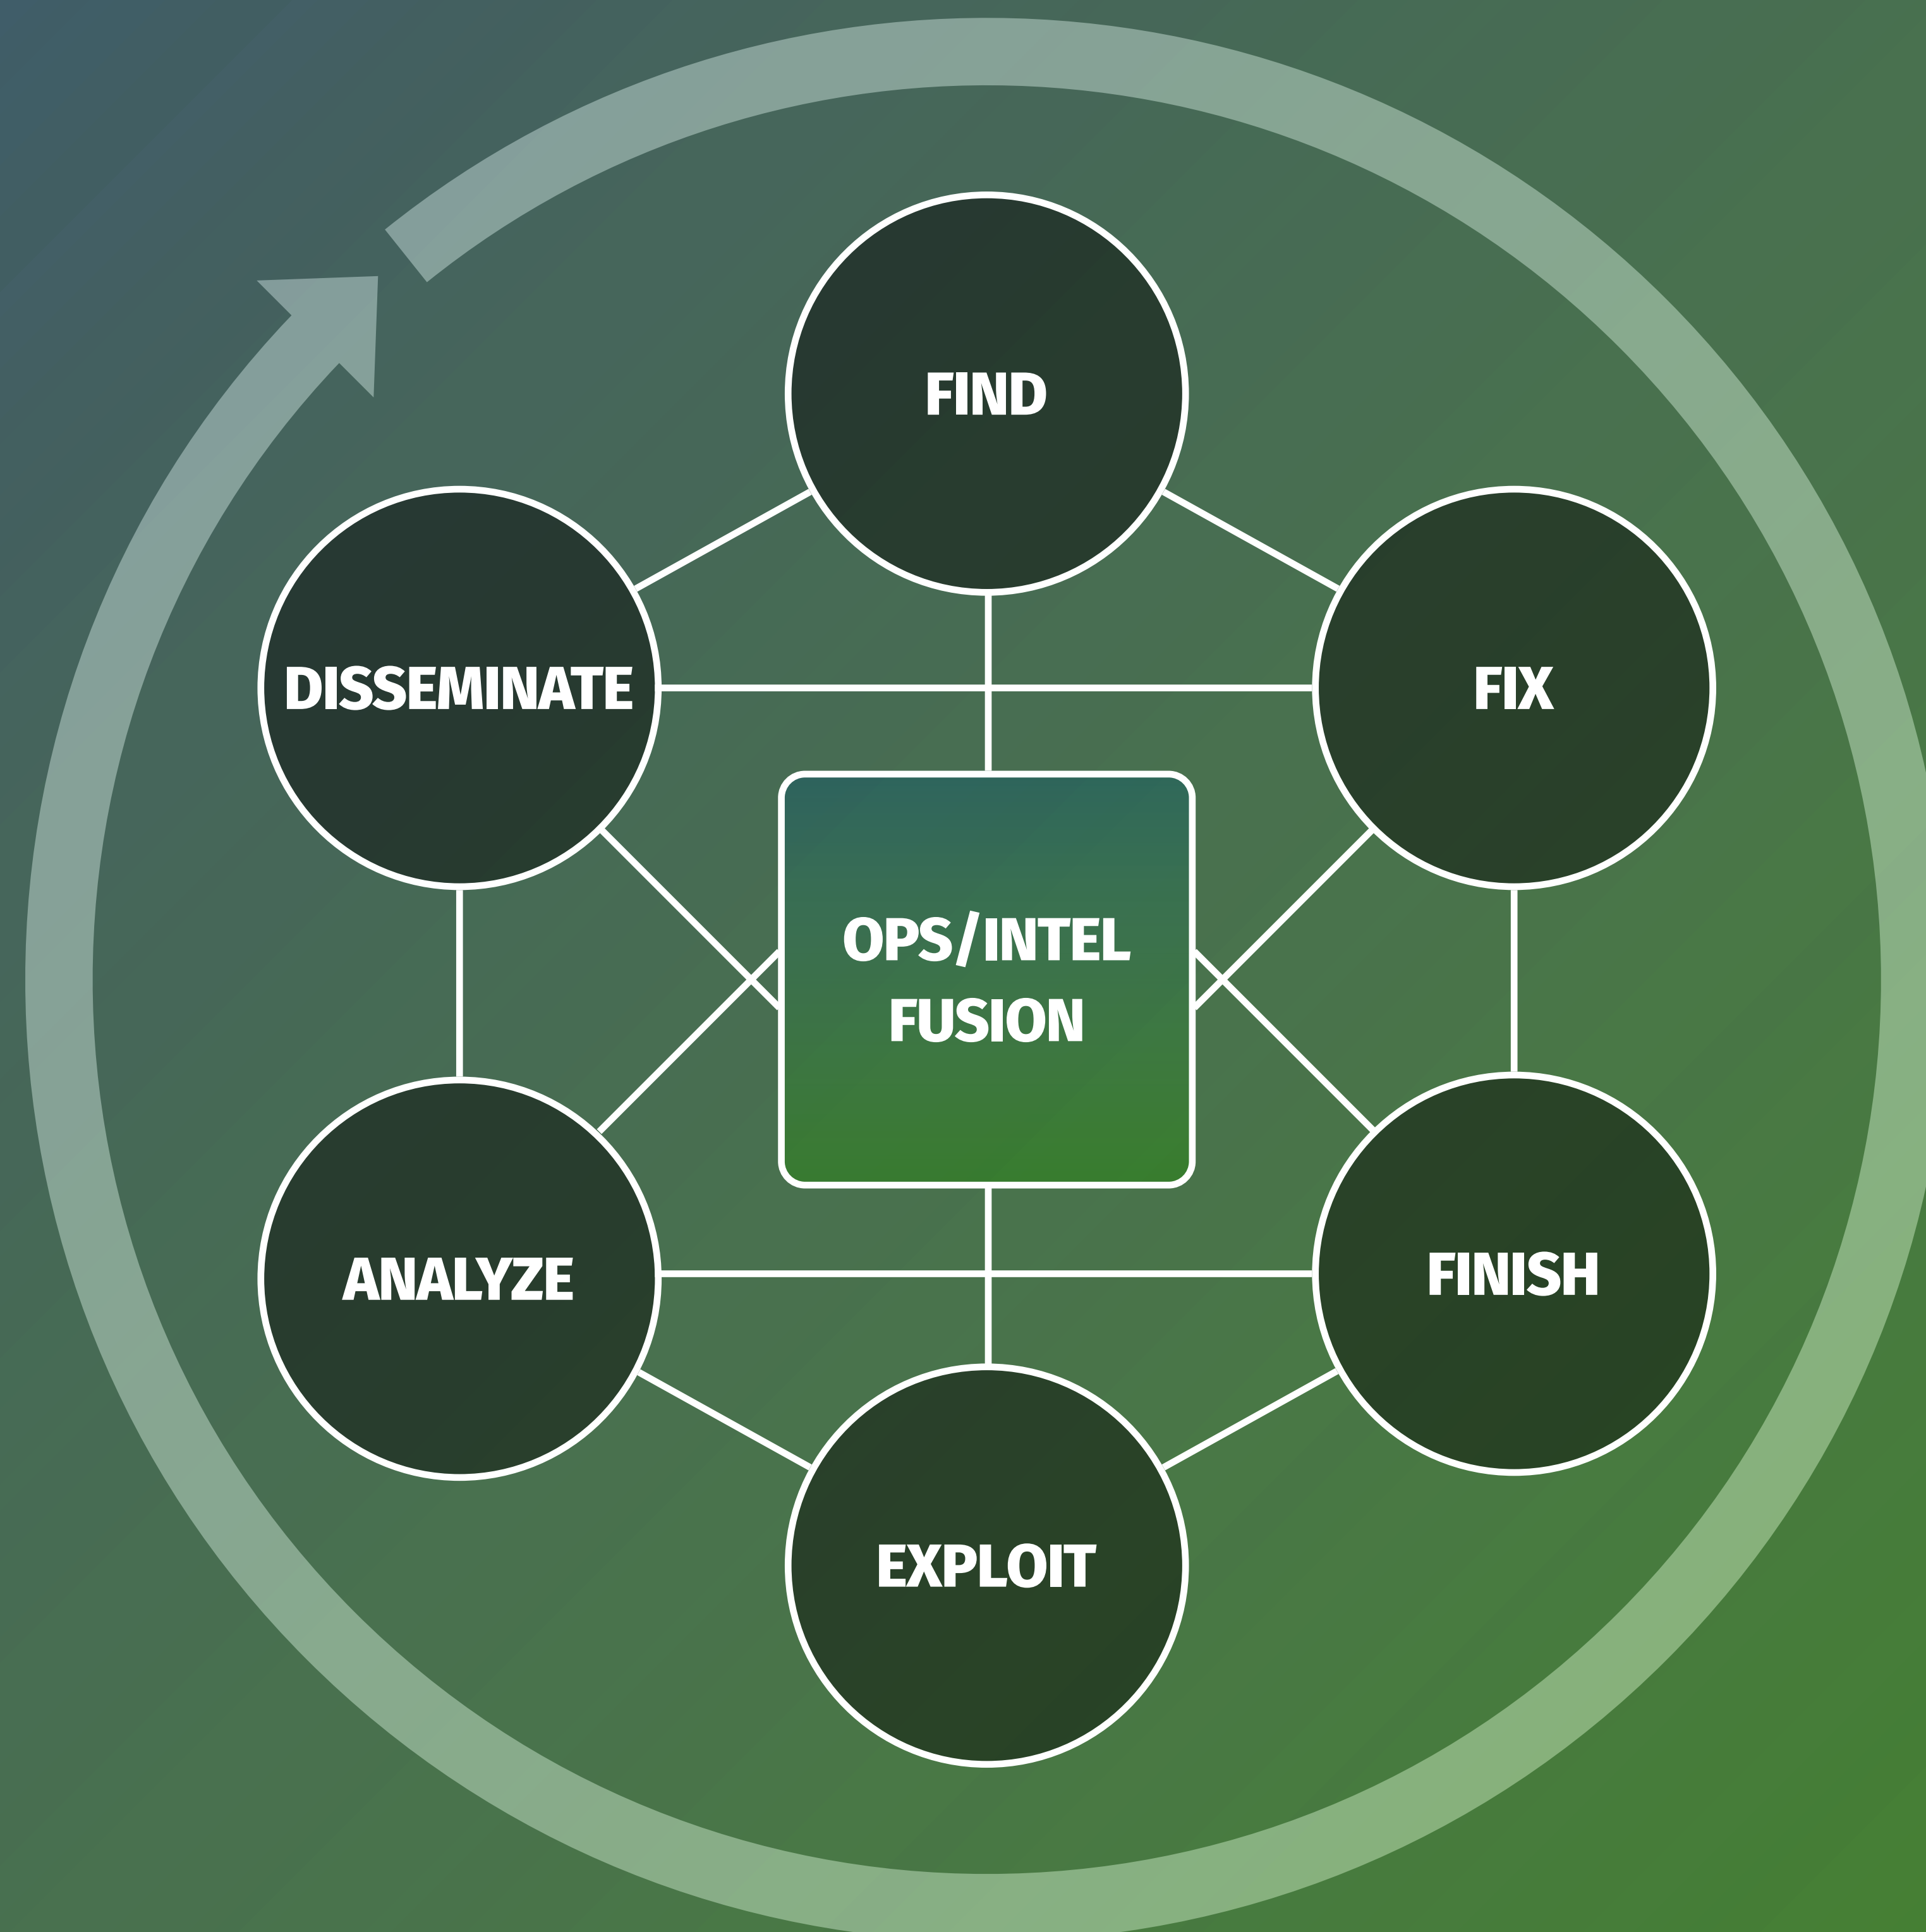 FIND
DISSEMINATE
FIX
OPS/INTEL
FUSION
ANALYZE
FINISH
EXPLOIT